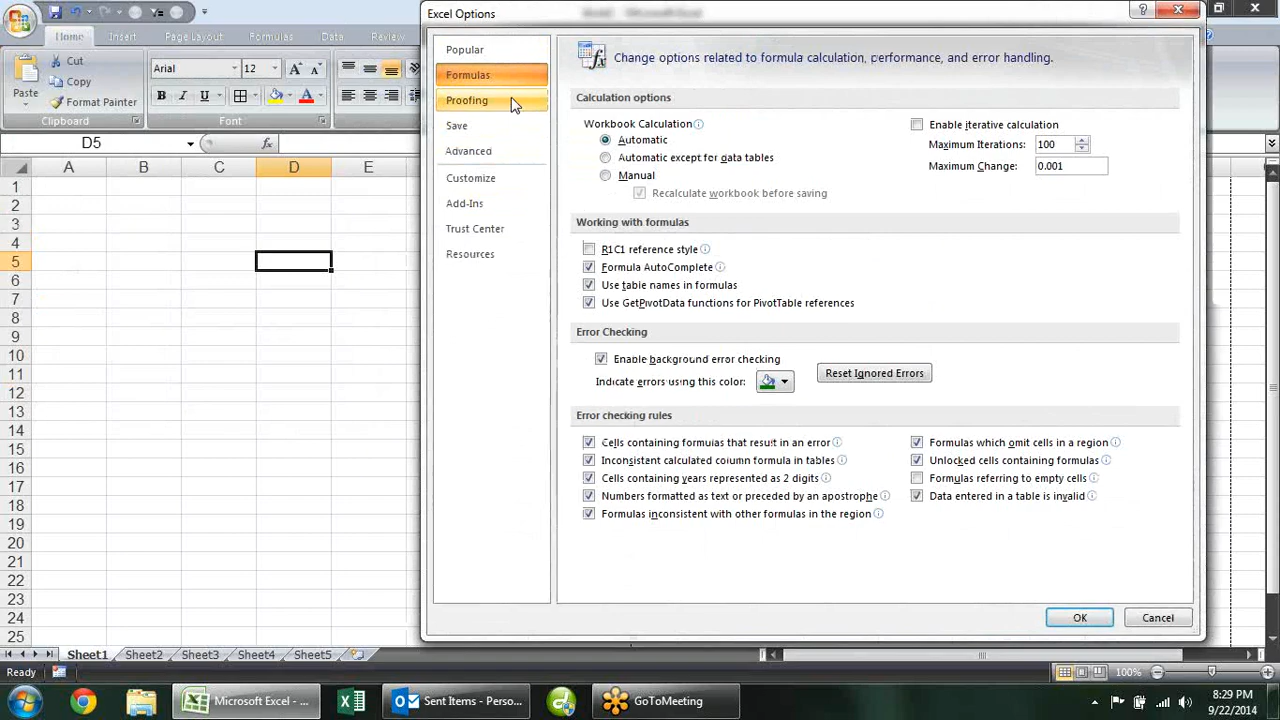 Excel Options
Home Insert Page Layout Formulas Data
Paste
Cut
Copy
Format Painter
Clipboard
Arial 12
B I U
Font
D5
fx
A B C D E
1
2
3
4
5
6
7
8
9
10
11
12
13
14
15
16
17
18
19
20
21
22
23
24
25
Popular
Formulas
Proofing
Save
Advanced
Customize
Add-Ins
Trust Center
Resources
Change options related to formula calculation, performance, and error handling.
Calculation options
Workbook Calculation
Automatic
Automatic except for data tables
Manual
Recalculate workbook before saving
Enable iterative calculation
Maximum Iterations: 100
Maximum Change: 0.001
Working with formulas
R1C1 reference style
Formula AutoComplete
Use table names in formulas
Use GetPivotData functions for PivotTable references
Error Checking
Enable background error checking
Indicate errors using this color:
Reset Ignored Errors
Error checking rules
Cells containing formulas that result in an error
Inconsistent calculated column formula in tables
Cells containing years represented as 2 digits
Numbers formatted as text or preceded by an apostrophe
Formulas inconsistent with other formulas in the region
Formulas which omit cells in a region
Unlocked cells containing formulas
Formulas referring to empty cells
Data entered in a table is invalid
OK Cancel
Sheet1 Sheet2 Sheet3 Sheet4 Sheet5
Ready
100%
Microsoft Excel - ...
Sent Items - Perso...
GoToMeeting
8:29 PM
9/22/2014